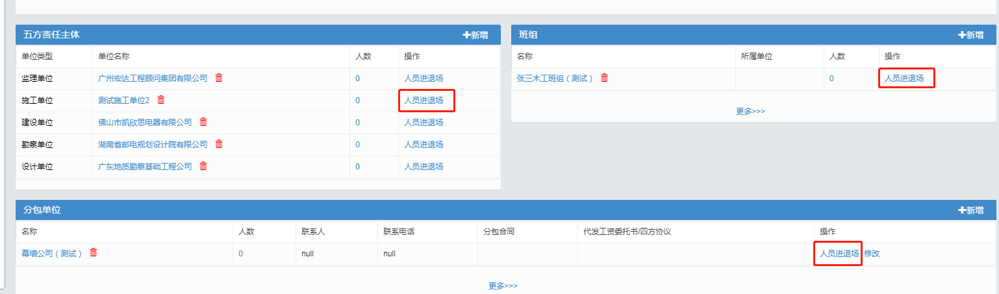 五方责任主体 新增
单位类型 单位名称 人数 操作
监理单位 广州宏达工程顾问集团有限公司 0 人员进退场
施工单位 测试施工单位2 0 人员进退场
建设单位 佛山市凯欣思电器有限公司 0 人员进退场
勘察单位 湖南省邮电规划设计院有限公司 0 人员进退场
设计单位 广东地质勘察基础工程公司 0 人员进退场
班组 新增
名称 所属单位 人数 操作
张三木工班组（测试） 0 人员进退场
更多>>>
分包单位 新增
名称 人数 联系人 联系电话 分包合同 代发工资委托书/四方协议 操作
幕墙公司（测试） 0 null null 人员进退场 修改
更多>>>